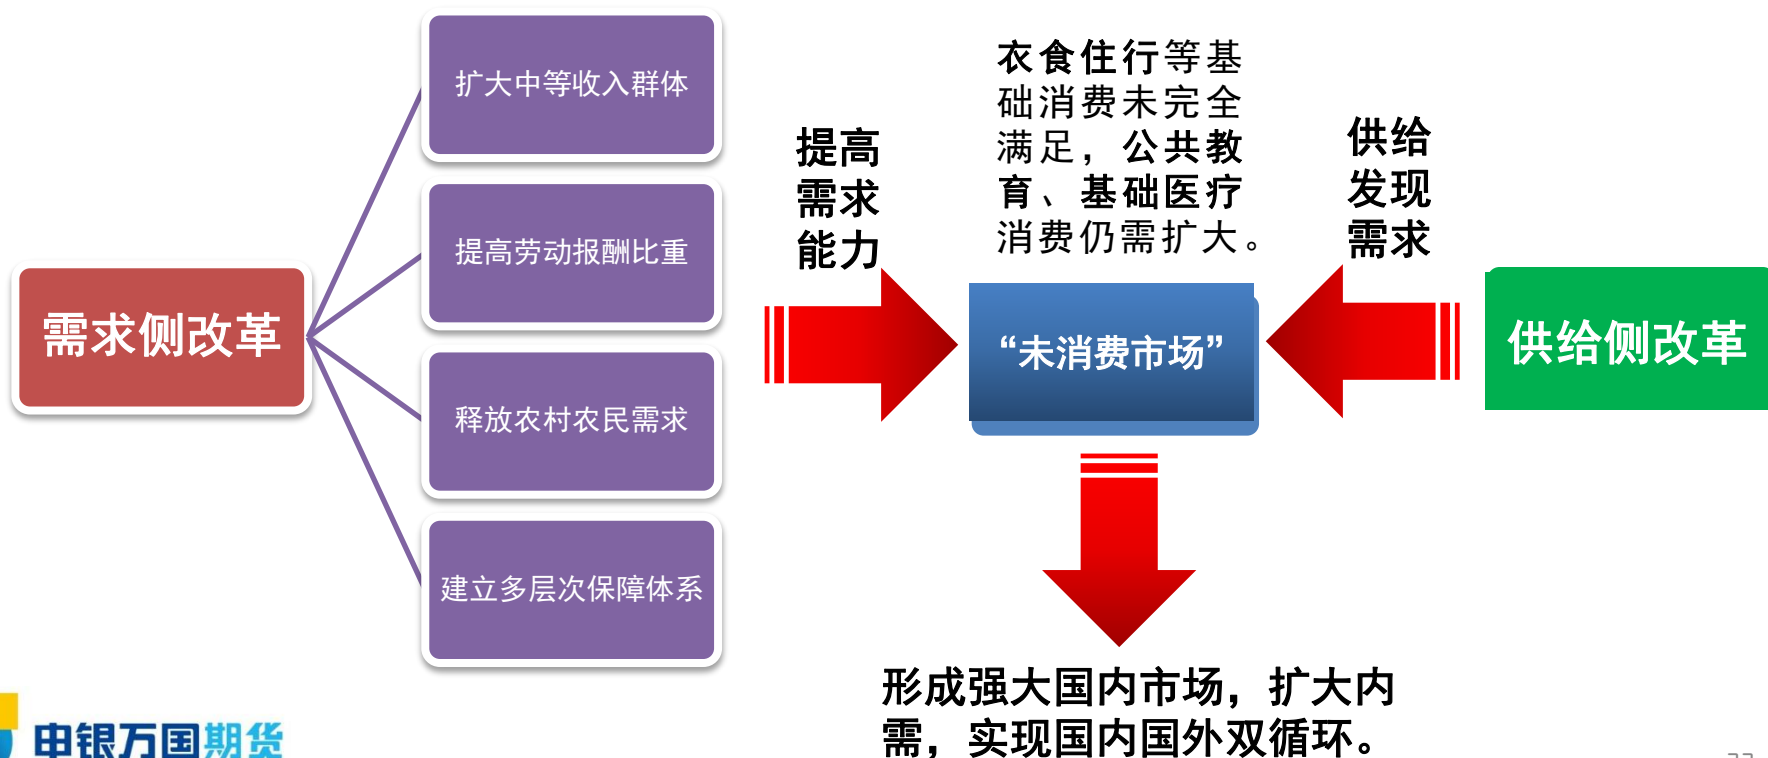 需求侧改革
扩大中等收入群体
提高劳动报酬比重
释放农村农民需求
建立多层次保障体系
提高
需求
能力
衣食住行等基
础消费未完全
满足，公共教
育、基础医疗
消费仍需扩大。
“未消费市场”
供给
发现
需求
供给侧改革
形成强大国内市场，扩大内
需，实现国内国外双循环。
申银万国期货